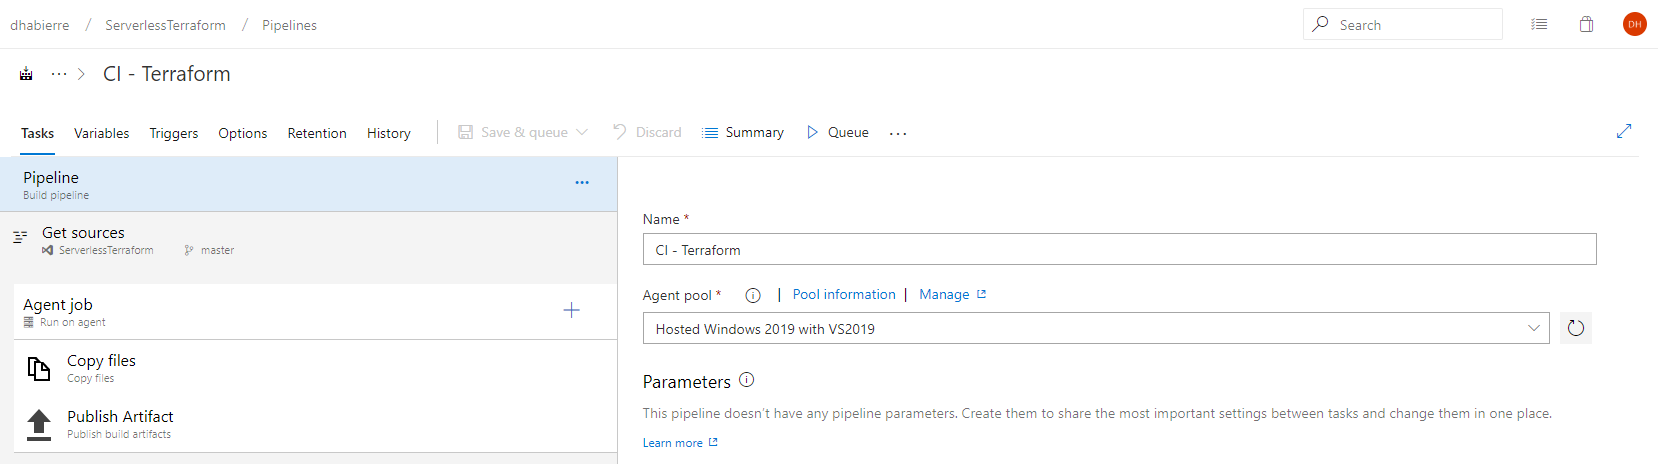 dhabierre / ServerlessTerraform / Pipelines
Search
DH
... > CI - Terraform
Tasks Variables Triggers Options Retention History Save & queue Discard Summary Queue ...
Pipeline
Build pipeline
...
Get sources
ServerlessTerraform master
Agent job
Run on agent
Copy files
Copy files
Publish Artifact
Publish build artifacts
Name *
CI - Terraform
Agent pool * | Pool information | Manage
Hosted Windows 2019 with VS2019
Parameters
This pipeline doesn't have any pipeline parameters. Create them to share the most important settings between tasks and change them in one place.
Learn more